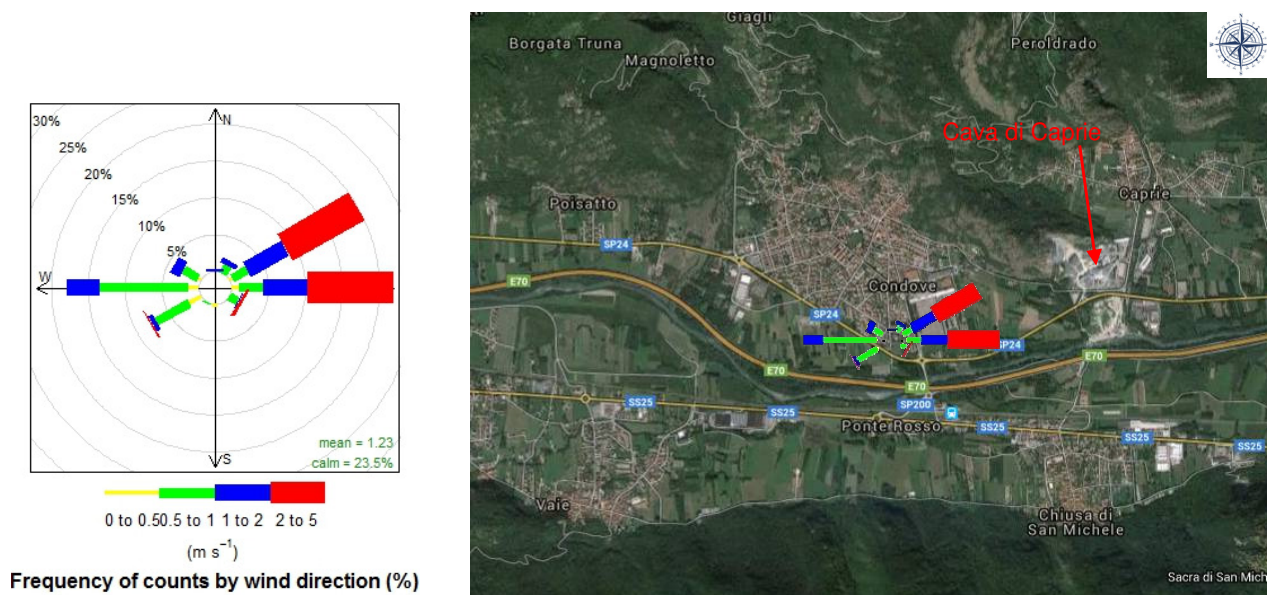 30%
25%
20%
15%
10%
5%
N
W
S
mean = 1.23
calm = 23.5%
0 to 0.5
0.5 to 1
1 to 2
2 to 5
(m s⁻¹)
Frequency of counts by wind direction (%)
Giagli
Borgata Truna
Magnoletto
Peroldrado
Cava di Caprie
Caprie
Poisatto
SP24
E70
Condove
SP24
SP24
E70
E70
E70
SP200
SS25
SS25
SS25
SS25
SS25
Ponte Rosso
Vaie
Chiusa di
San Michele
Sacra di San Mich